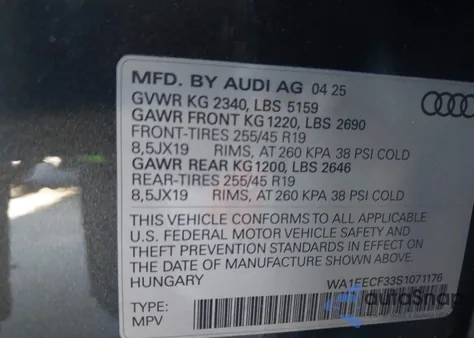 MFD. BY AUDI AG 04 25
GVWR KG 2340, LBS 5159
GAWR FRONT KG 1220, LBS 2690
FRONT-TIRES 255/45 R19
8,5JX19 RIMS, AT 260 KPA 38 PSI COLD
GAWR REAR KG 1200, LBS 2646
REAR-TIRES 255/45 R19
8,5JX19 RIMS, AT 260 KPA 38 PSI COLD
THIS VEHICLE CONFORMS TO ALL APPLICABLE
U.S. FEDERAL MOTOR VEHICLE SAFETY AND
THEFT PREVENTION STANDARDS IN EFFECT ON
THE DATE OF MANUFACTURE SHOWN ABOVE.
HUNGARY WA1FECF33S1071176
TYPE:
MPV
autoSnap